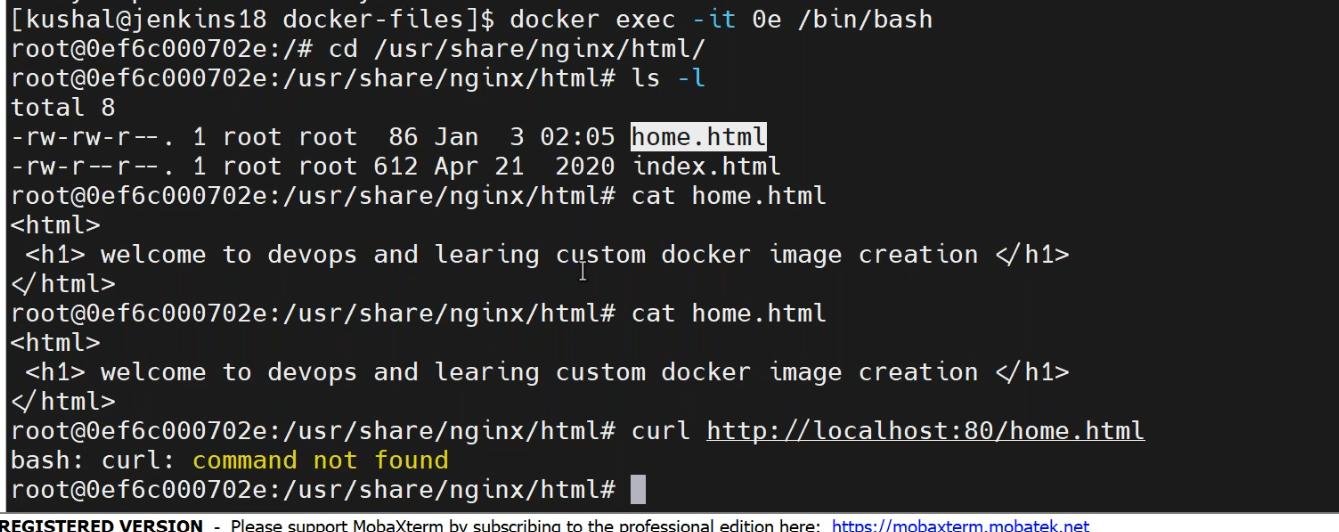 [kushal@jenkins18 docker-files]$ docker exec -it 0e /bin/bash
root@0ef6c000702e:/# cd /usr/share/nginx/html/
root@0ef6c000702e:/usr/share/nginx/html# ls -l
total 8
-rw-rw-r--. 1 root root  86 Jan  3 02:05 home.html
-rw-r--r--. 1 root root 612 Apr 21  2020 index.html
root@0ef6c000702e:/usr/share/nginx/html# cat home.html
<html>
 <h1> welcome to devops and learing custom docker image creation </h1>
</html>
root@0ef6c000702e:/usr/share/nginx/html# cat home.html
<html>
 <h1> welcome to devops and learing custom docker image creation </h1>
</html>
root@0ef6c000702e:/usr/share/nginx/html# curl http://localhost:80/home.html
bash: curl: command not found
root@0ef6c000702e:/usr/share/nginx/html#
REGISTERED VERSION - Please support MobaXterm by subscribing to the professional edition here: https://mobaxterm.mobatek.net